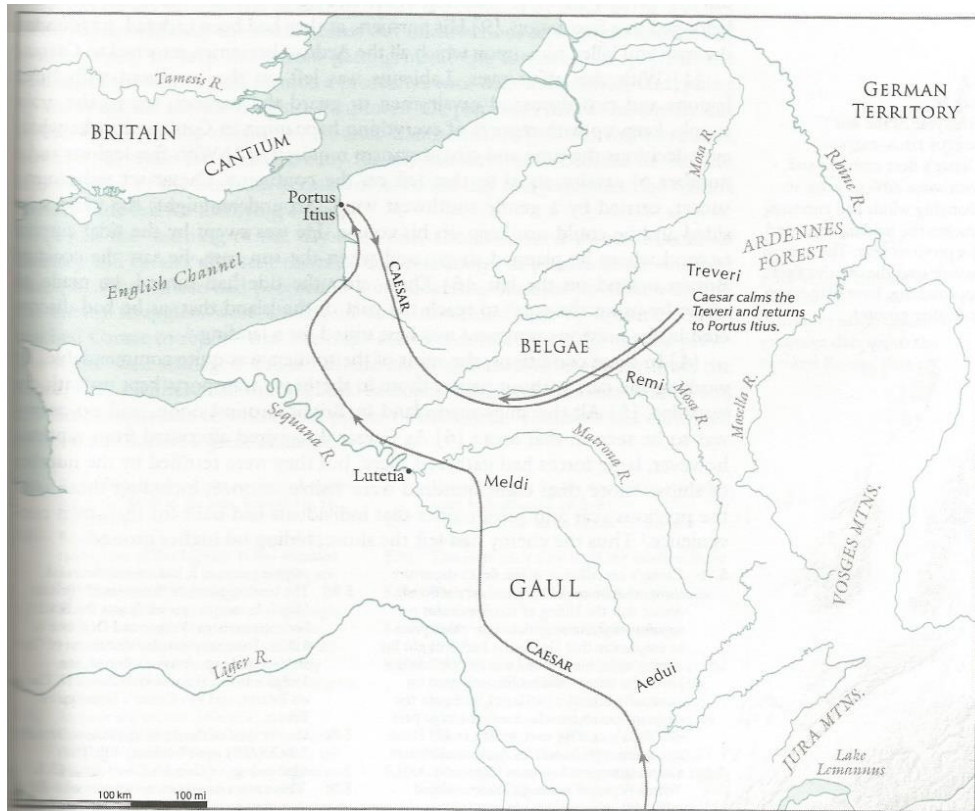 Tamesis R.
BRITAIN
CANTIUM
GERMAN
TERRITORY
Mosa R.
Rhine R.
Portus
Itius
English Channel
CAESAR
ARDENNES
FOREST
Treveri
Caesar calms the
Treveri and returns
to Portus Itius.
BELGAE
Remi
Mosa R.
Mosella R.
Sequana R.
Matrona R.
Lutetia
Meldi
VOSGES MTNS.
GAUL
CAESAR
Liger R.
Aedui
JURA MTNS.
Lake
Lemannus
100 km
100 mi